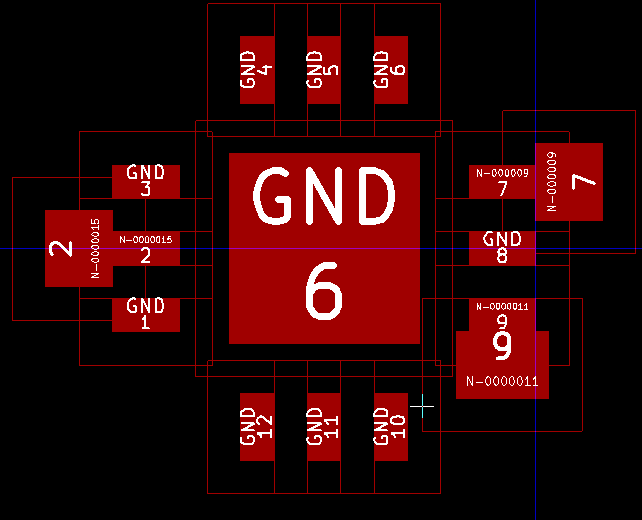 GND
4
GND
5
GND
6
GND
3
N-0000015
2
2
N-0000015
GND
1
GND
6
N-000009
7
N-000009
7
GND
8
N-0000011
9
9
N-0000011
GND
12
GND
11
GND
10